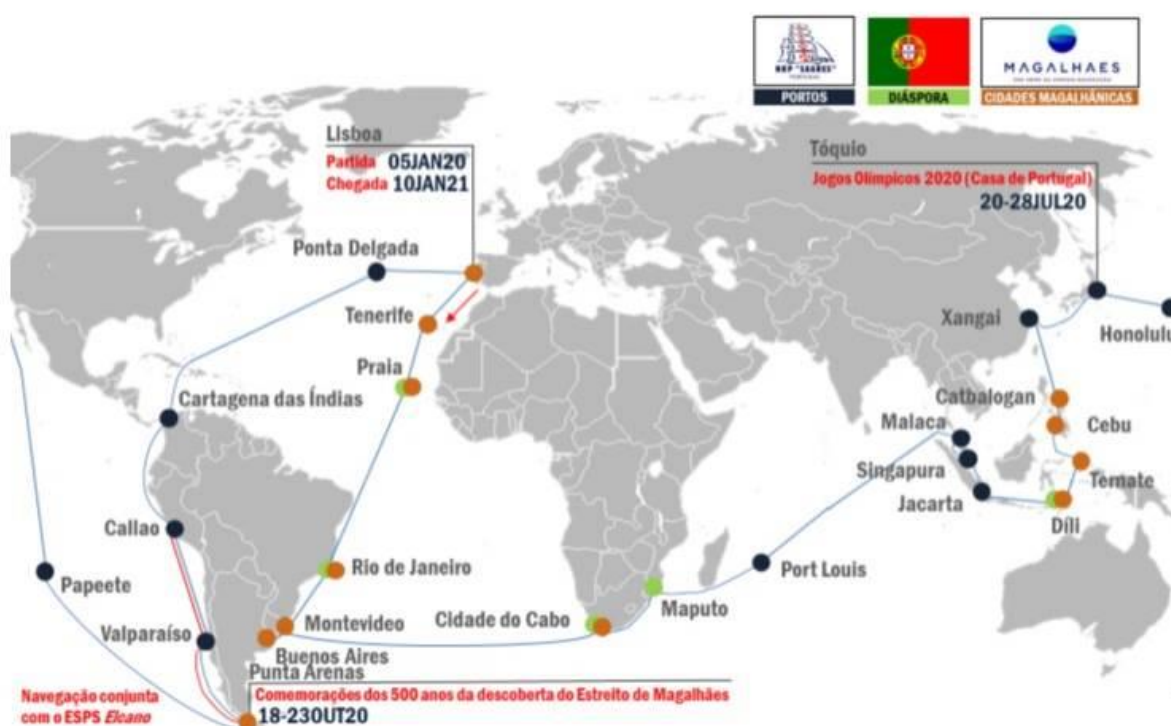 NRP "SAGRES"
PORTUGAL
MAGALHAES
PORTOS
DIÁSPORA
CIDADES MAGALHÂNICAS
Lisboa
Partida 05JAN20
Chegada 10JAN21
Tóquio
Jogos Olímpicos 2020 (Casa de Portugal)
20-28JUL20
Ponta Delgada
Tenerife
Xangai
Honolulu
Praia
Cartagena das Índias
Catbalogan
Malaca
Cebu
Singapura
Ternate
Jacarta
Díli
Callao
Papeete
Rio de Janeiro
Port Louis
Maputo
Valparaíso
Montevideo
Cidade do Cabo
Buenos Aires
Punta Arenas
Navegação conjunta
com o ESPS Elcano
Comemorações dos 500 anos da descoberta do Estreito de Magalhães
18-23OUT20